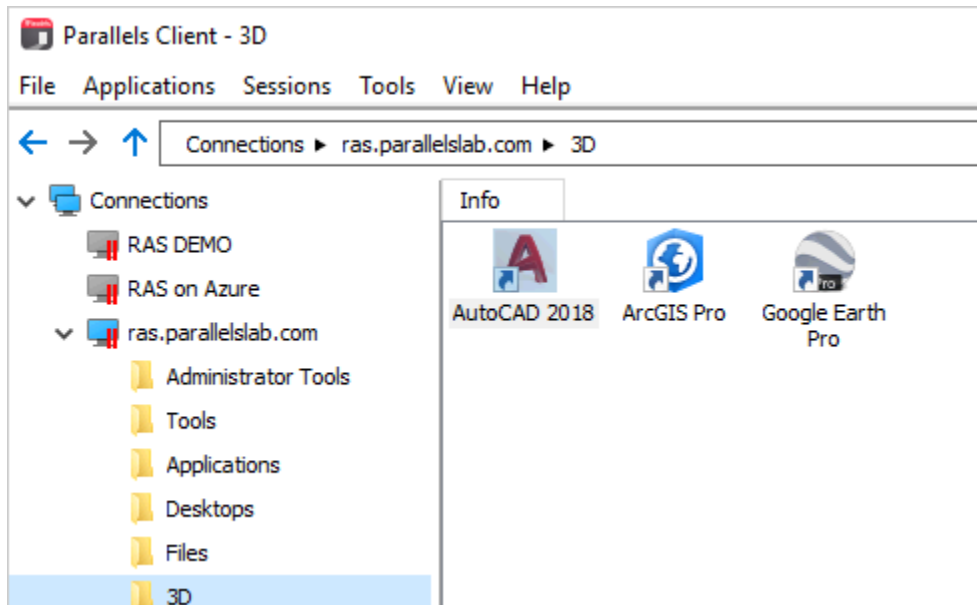 Parallels Client - 3D
File Applications Sessions Tools View Help
Connections ▸ ras.parallelslab.com ▸ 3D
Connections
RAS DEMO
RAS on Azure
ras.parallelslab.com
Administrator Tools
Tools
Applications
Desktops
Files
3D
Info
AutoCAD 2018
ArcGIS Pro
Google Earth
Pro